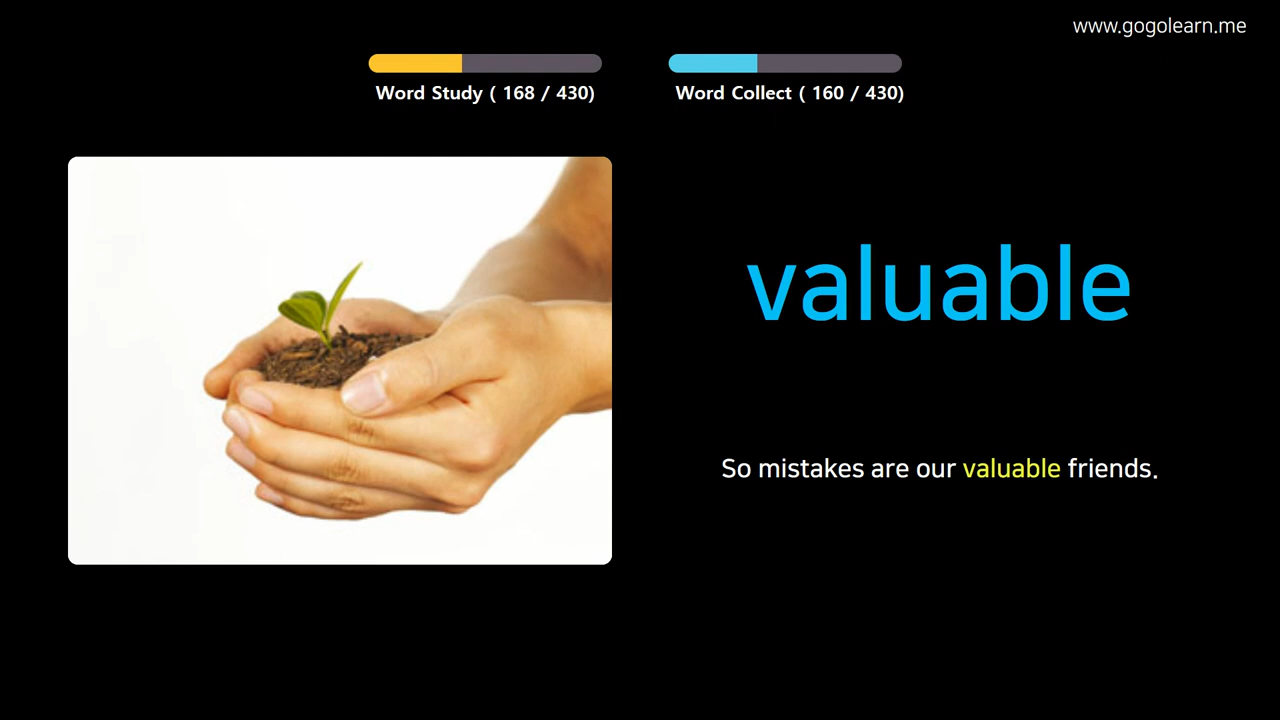 www.gogolearn.me
Word Study ( 168 / 430)
Word Collect ( 160 / 430)
valuable
So mistakes are our valuable friends.